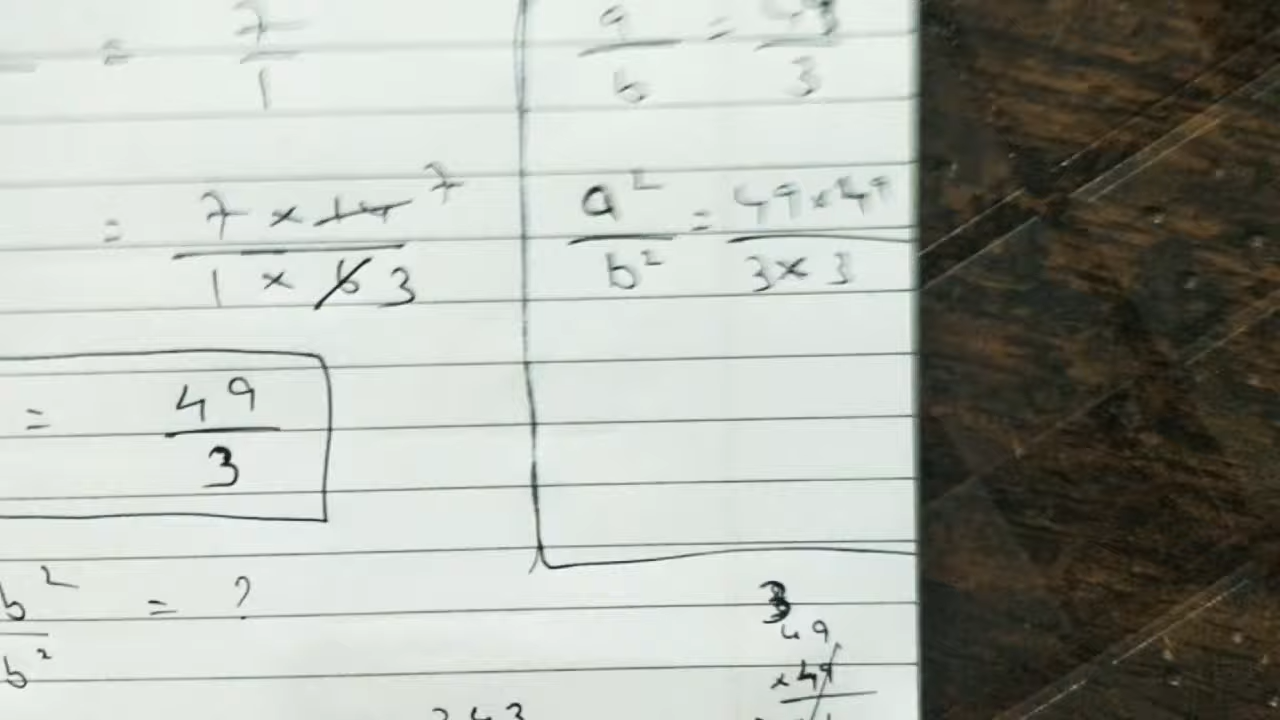 = 7/1
a/b = 49/3
= 7 × 14 7 / 1 × 6 3
a²/b² = 49×49 / 3×3
= 49/3
b²/b² = ?
3
49
×49
343